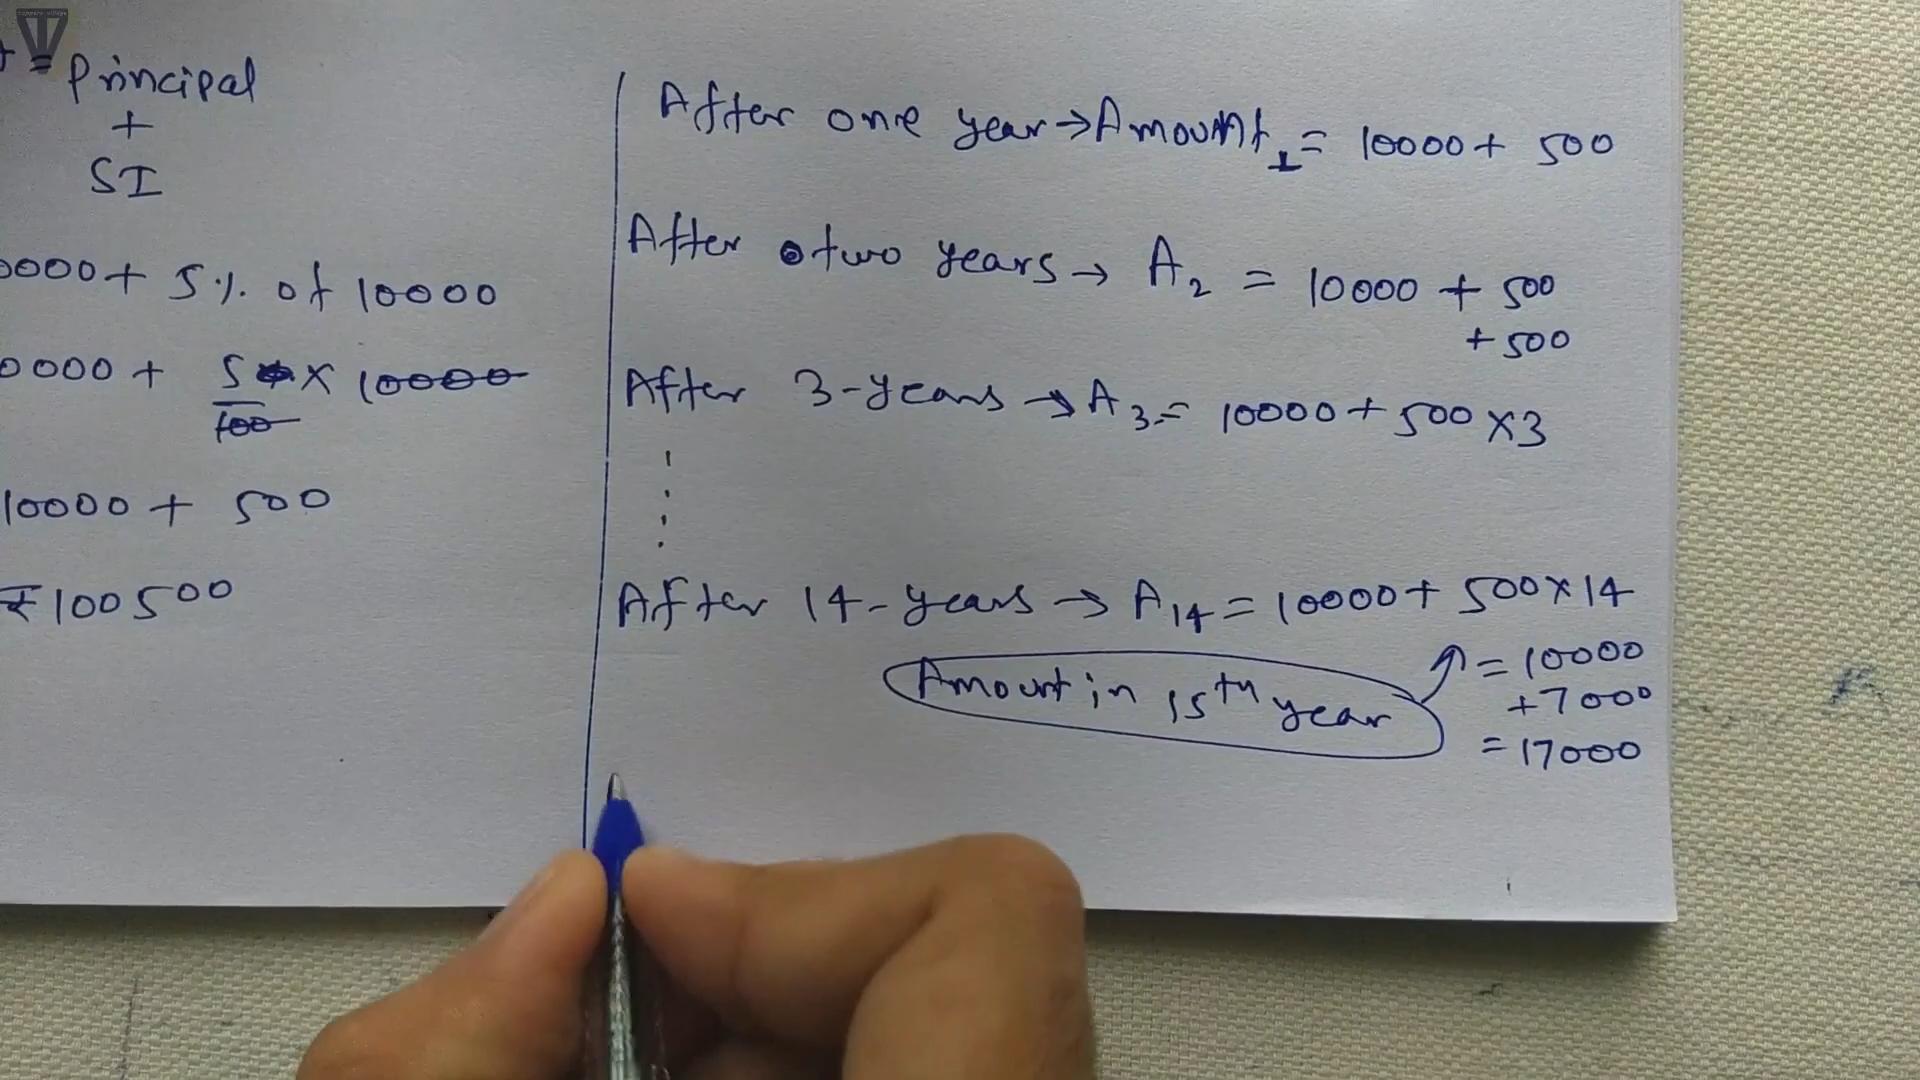 Principal
+
SI
0000 + 5% of 10000
0000 + 5 × 10000
100
10000 + 500
₹100500
After one year → Amount₁ = 10000 + 500
After two years → A₂ = 10000 + 500
+ 500
After 3-years → A₃ = 10000 + 500 × 3
After 14-years → A₁₄ = 10000 + 500 × 14
= 10000
+ 7000
= 17000
Amount in 15th year